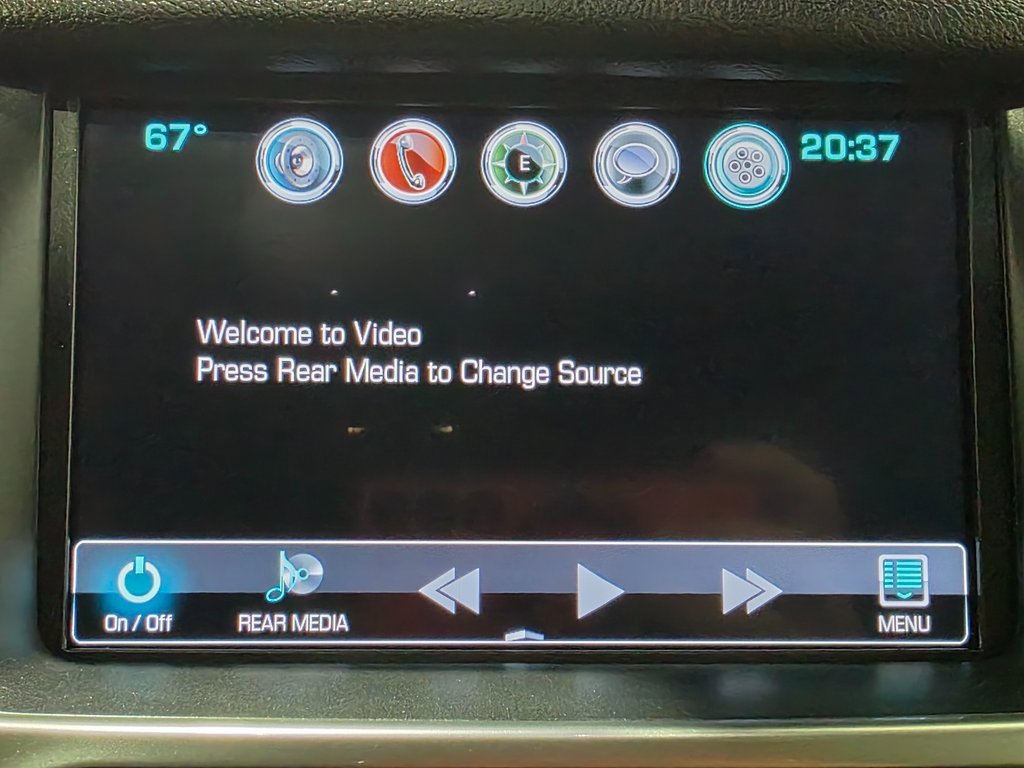 67° E 20:37
Welcome to Video
Press Rear Media to Change Source
On / Off REAR MEDIA MENU